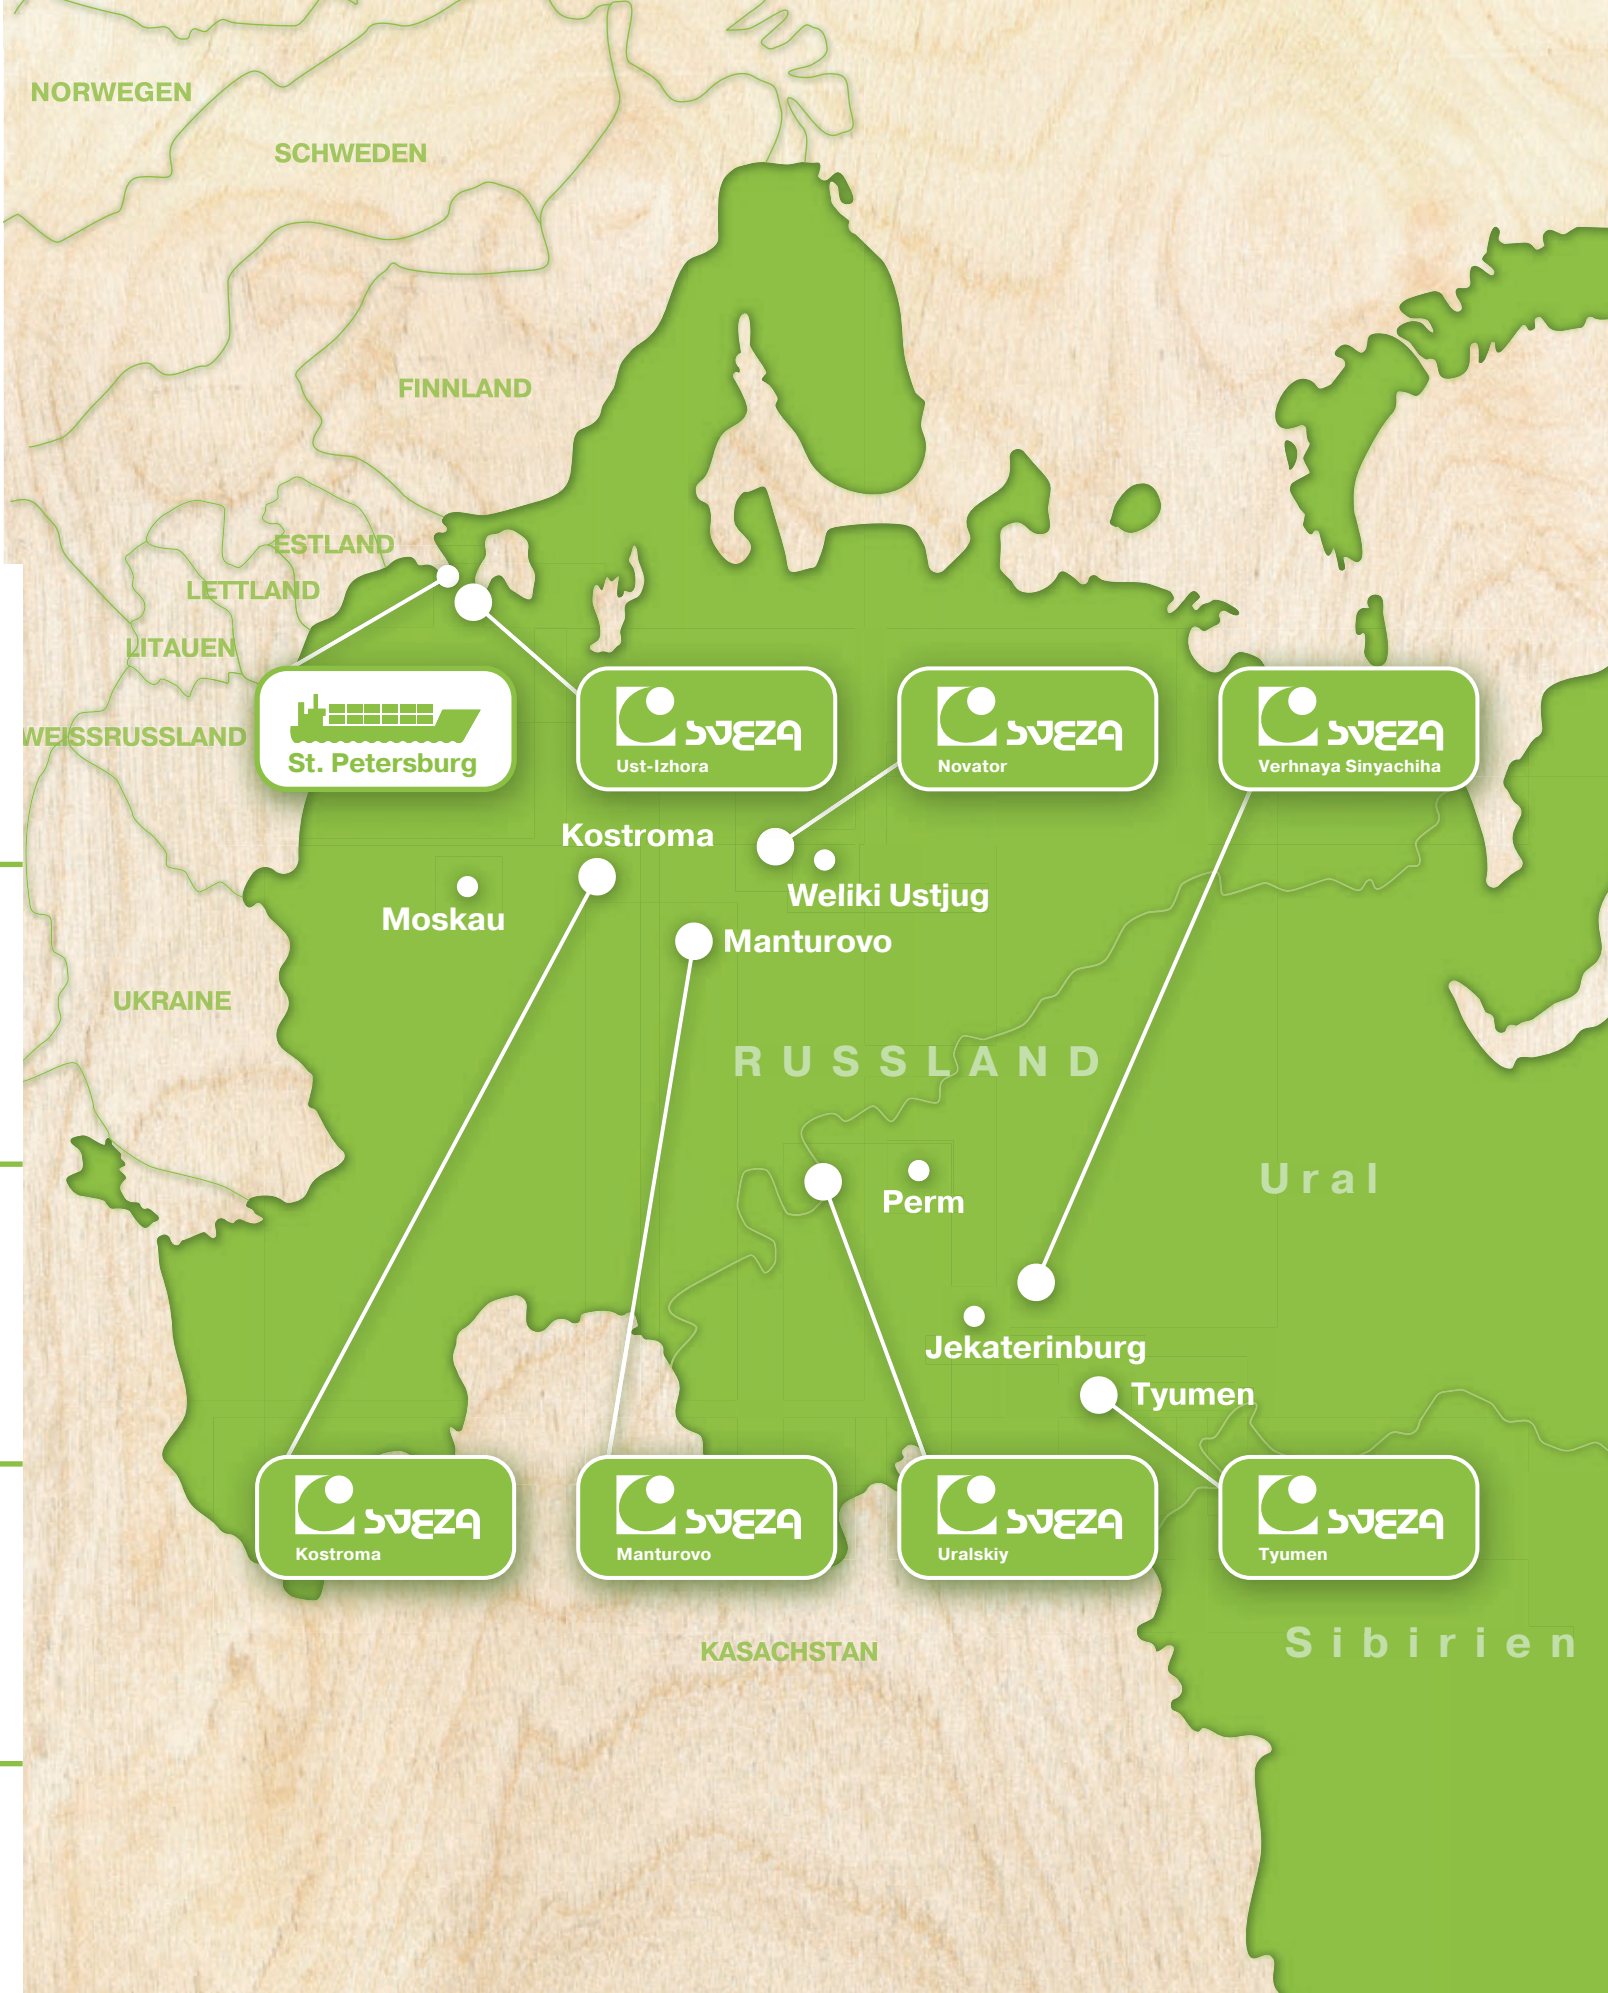 NORWEGEN
SCHWEDEN
FINNLAND
ESTLAND
LETTLAND
LITAUEN
WEISSRUSSLAND
St. Petersburg
SVEZA
Ust-Izhora
SVEZA
Novator
SVEZA
Verhnaya Sinyachiha
Kostroma
Weliki Ustjug
Moskau
Manturovo
UKRAINE
RUSSLAND
Ural
Perm
Jekaterinburg
Tyumen
SVEZA
Kostroma
SVEZA
Manturovo
SVEZA
Uralskiy
SVEZA
Tyumen
Sibirien
KASACHSTAN